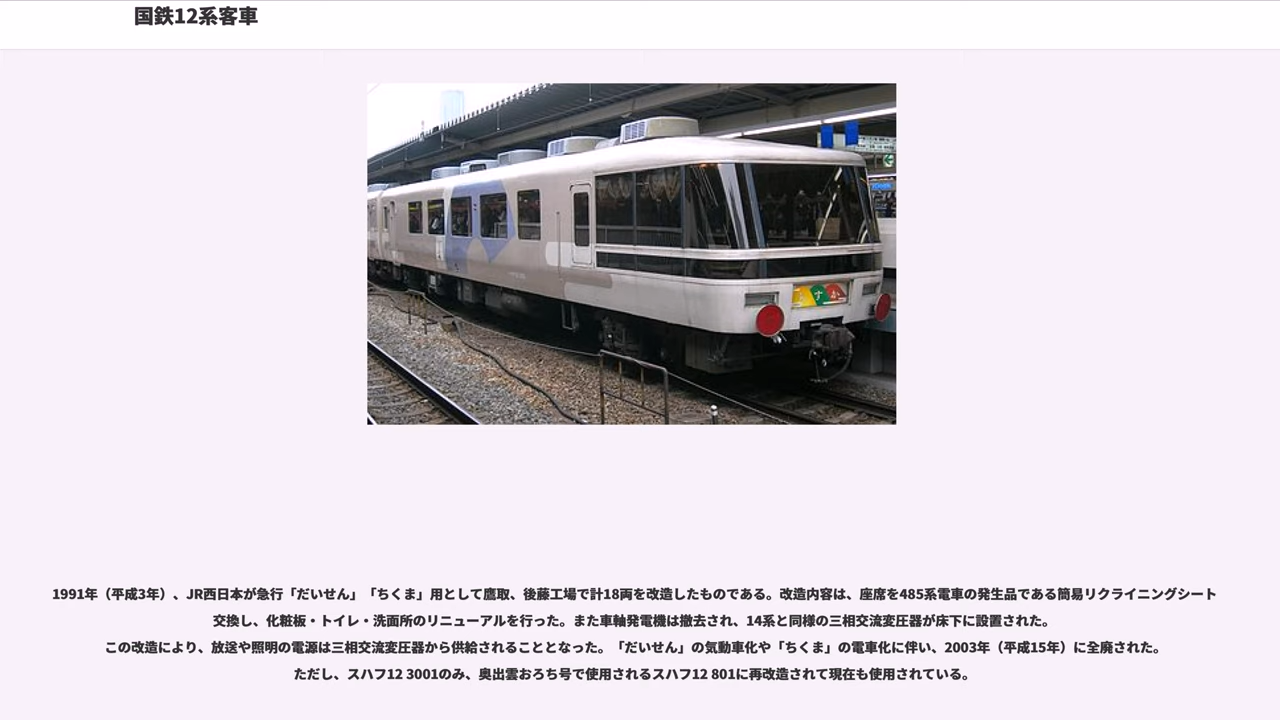 国鉄12系客車
1991年（平成3年）、JR西日本が急行「だいせん」「ちくま」用として鷹取、後藤工場で計18両を改造したものである。改造内容は、座席を485系電車の発生品である簡易リクライニングシート
交換し、化粧板・トイレ・洗面所のリニューアルを行った。また車軸発電機は撤去され、14系と同様の三相交流変圧器が床下に設置された。
この改造により、放送や照明の電源は三相交流変圧器から供給されることとなった。「だいせん」の気動車化や「ちくま」の電車化に伴い、2003年（平成15年）に全廃された。
ただし、スハフ12 3001のみ、奥出雲おろち号で使用されるスハフ12 801に再改造されて現在も使用されている。